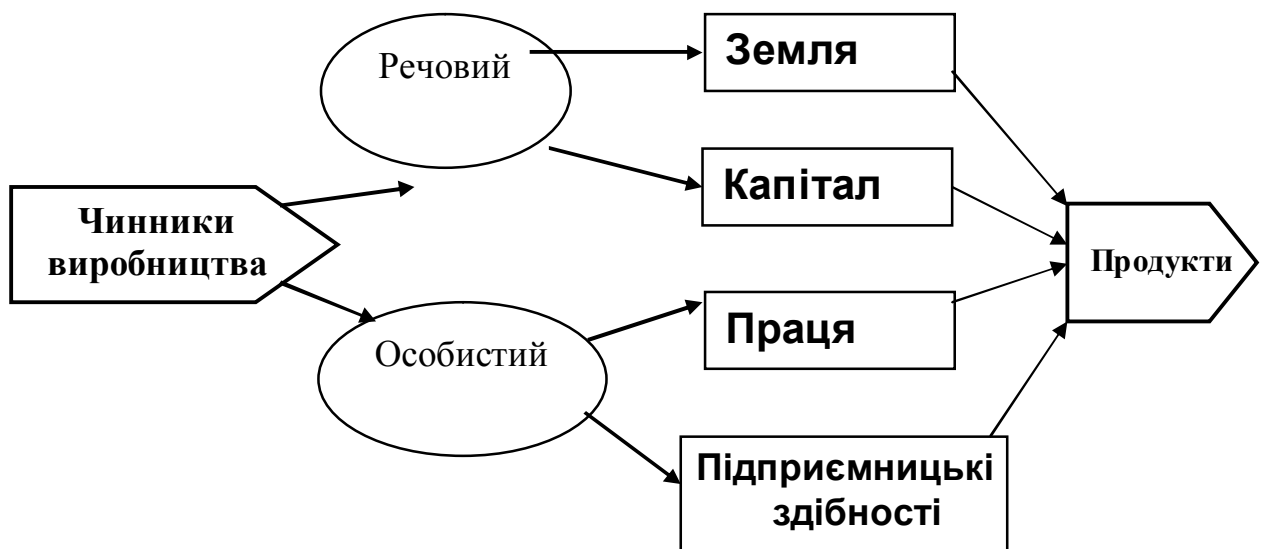 Речовий
Земля
Капітал
Чинники
виробництва
Продукти
Праця
Особистий
Підприємницькі
здібності